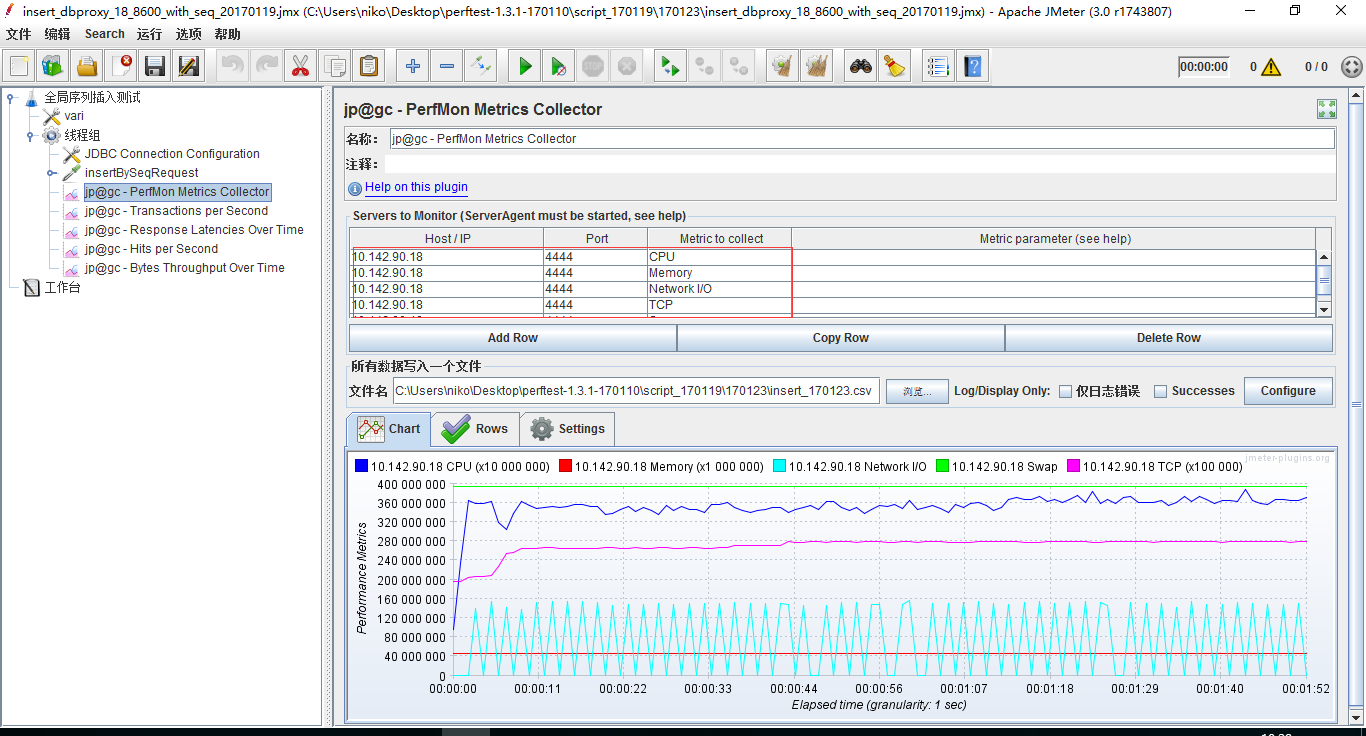 insert_dbproxy_18_8600_with_seq_20170119.jmx (C:\Users\niko\Desktop\perftest-1.3.1-170110\script_170119\170123\insert_dbproxy_18_8600_with_seq_20170119.jmx) - Apache JMeter (3.0 r1743807)
文件 编辑 Search 运行 选项 帮助
00:00:00 0 0 / 0
全局序列插入测试
vari
线程组
JDBC Connection Configuration
insertBySeqRequest
jp@gc - PerfMon Metrics Collector
jp@gc - Transactions per Second
jp@gc - Response Latencies Over Time
jp@gc - Hits per Second
jp@gc - Bytes Throughput Over Time
工作台
jp@gc - PerfMon Metrics Collector
名称： jp@gc - PerfMon Metrics Collector
注释：
Help on this plugin
Servers to Monitor (ServerAgent must be started, see help)
Host / IP Port Metric to collect Metric parameter (see help)
10.142.90.18 4444 CPU
10.142.90.18 4444 Memory
10.142.90.18 4444 Network I/O
10.142.90.18 4444 TCP
Add Row Copy Row Delete Row
所有数据写入一个文件
文件名 C:\Users\niko\Desktop\perftest-1.3.1-170110\script_170119\170123\insert_170123.csv 浏览... Log/Display Only: 仅日志错误 Successes Configure
Chart Rows Settings
jmeter-plugins.org
10.142.90.18 CPU (x10 000 000) 10.142.90.18 Memory (x1 000 000) 10.142.90.18 Network I/O 10.142.90.18 Swap 10.142.90.18 TCP (x100 000)
400 000 000
360 000 000
320 000 000
280 000 000
240 000 000
200 000 000
160 000 000
120 000 000
80 000 000
40 000 000
0
Performance Metrics
00:00:00 00:00:11 00:00:22 00:00:33 00:00:44 00:00:56 00:01:07 00:01:18 00:01:29 00:01:40 00:01:52
Elapsed time (granularity: 1 sec)